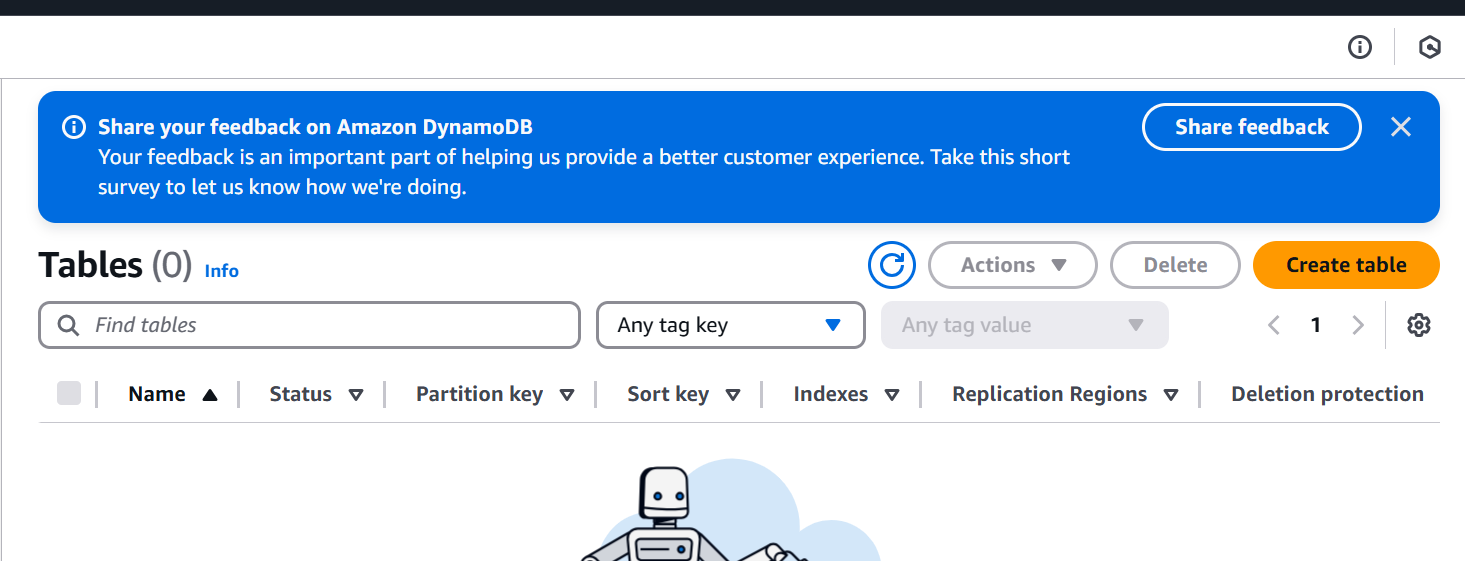 Share your feedback on Amazon DynamoDB
Share feedback
Your feedback is an important part of helping us provide a better customer experience. Take this short
survey to let us know how we're doing.
Tables (0) Info
Actions
Delete
Create table
Find tables
Any tag key
Any tag value
1
Name
Status
Partition key
Sort key
Indexes
Replication Regions
Deletion protection